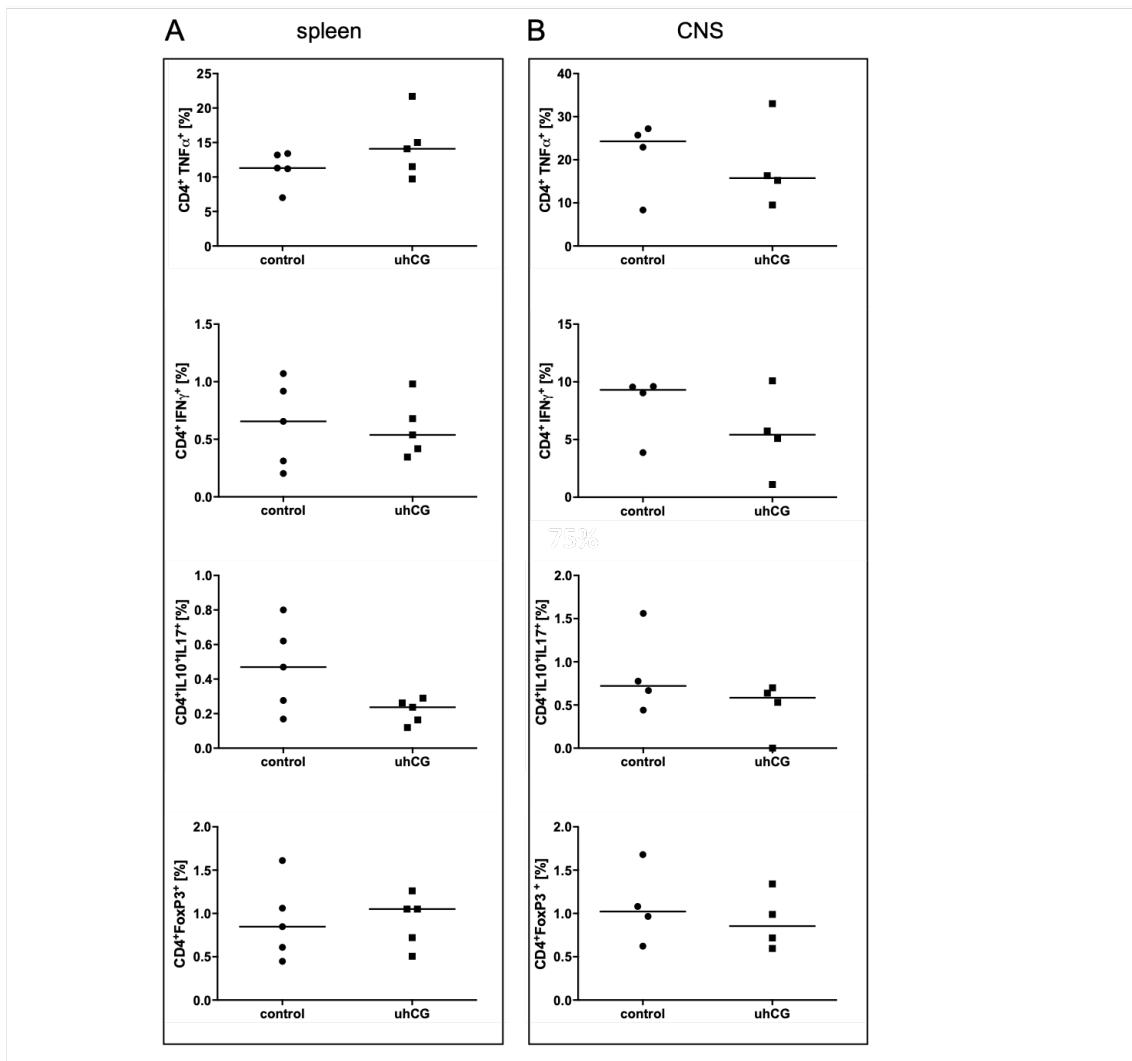 A spleen
B CNS
CD4⁺ TNFα⁺ [%]
25
20
15
10
5
0
control uhCG
CD4⁺ TNFα⁺ [%]
40
30
20
10
0
control uhCG
CD4⁺ IFNγ⁺ [%]
1.5
1.0
0.5
0.0
control uhCG
CD4⁺ IFNγ⁺ [%]
15
10
5
0
control uhCG
75%
CD4⁺IL10⁺IL17⁺ [%]
1.0
0.8
0.6
0.4
0.2
0.0
control uhCG
CD4⁺IL10⁺IL17⁺ [%]
2.0
1.5
1.0
0.5
0.0
control uhCG
CD4⁺FoxP3⁺ [%]
2.0
1.5
1.0
0.5
0.0
control uhCG
CD4⁺FoxP3 ⁺ [%]
2.0
1.5
1.0
0.5
0.0
control uhCG